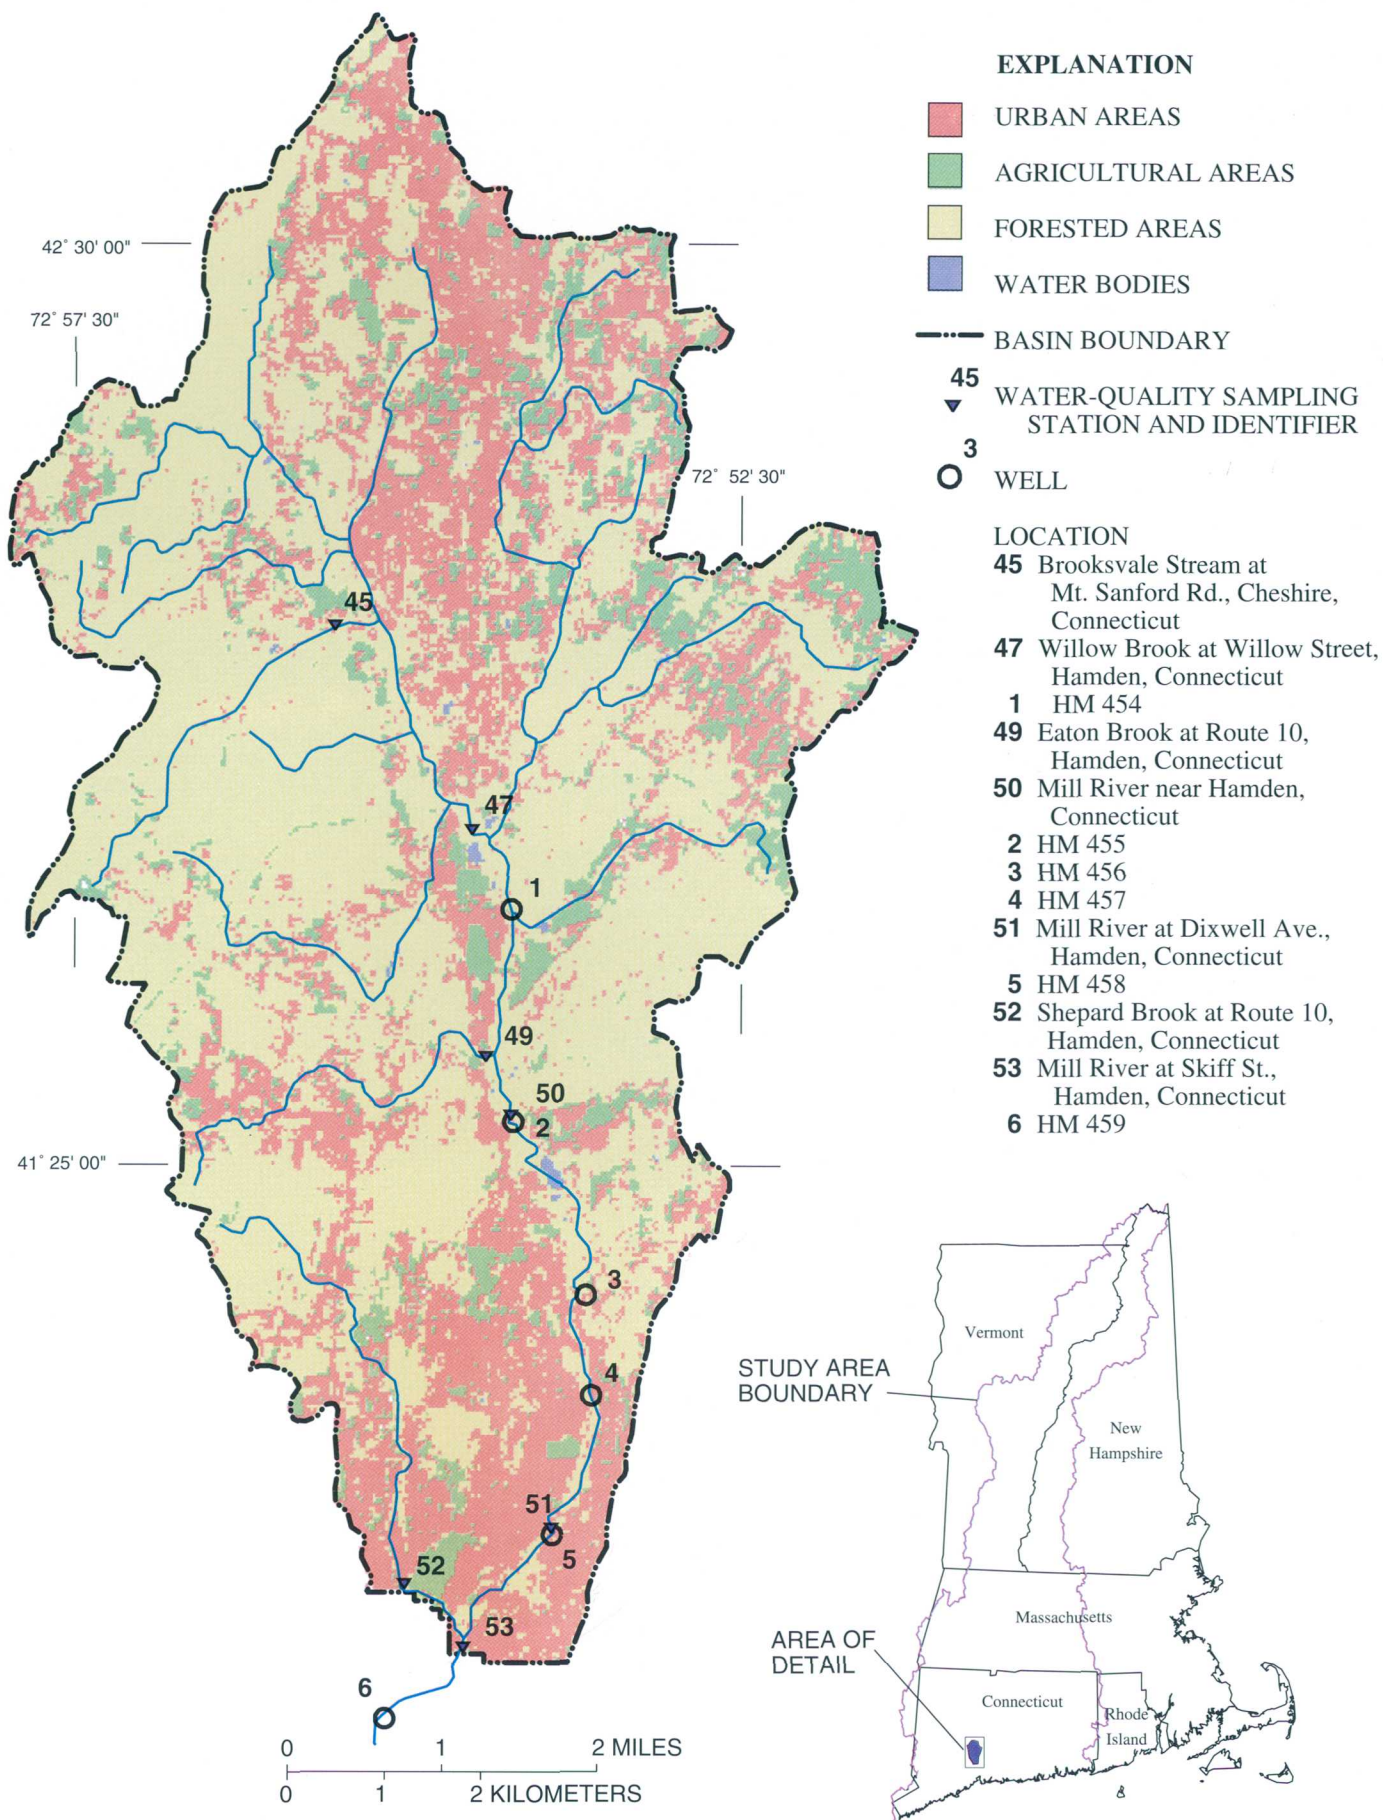 EXPLANATION
URBAN AREAS
AGRICULTURAL AREAS
FORESTED AREAS
WATER BODIES
BASIN BOUNDARY
45
WATER-QUALITY SAMPLING
STATION AND IDENTIFIER
3
WELL
LOCATION
45 Brooksvale Stream at
Mt. Sanford Rd., Cheshire,
Connecticut
47 Willow Brook at Willow Street,
Hamden, Connecticut
1 HM 454
49 Eaton Brook at Route 10,
Hamden, Connecticut
50 Mill River near Hamden,
Connecticut
2 HM 455
3 HM 456
4 HM 457
51 Mill River at Dixwell Ave.,
Hamden, Connecticut
5 HM 458
52 Shepard Brook at Route 10,
Hamden, Connecticut
53 Mill River at Skiff St.,
Hamden, Connecticut
6 HM 459
42° 30' 00"
72° 57' 30"
72° 52' 30"
45
47
1
49
50
2
41° 25' 00"
3
4
51
5
52
53
6
0 1 2 MILES
0 1 2 KILOMETERS
Vermont
STUDY AREA
BOUNDARY
New
Hampshire
Massachusetts
AREA OF
DETAIL
Connecticut
Rhode
Island